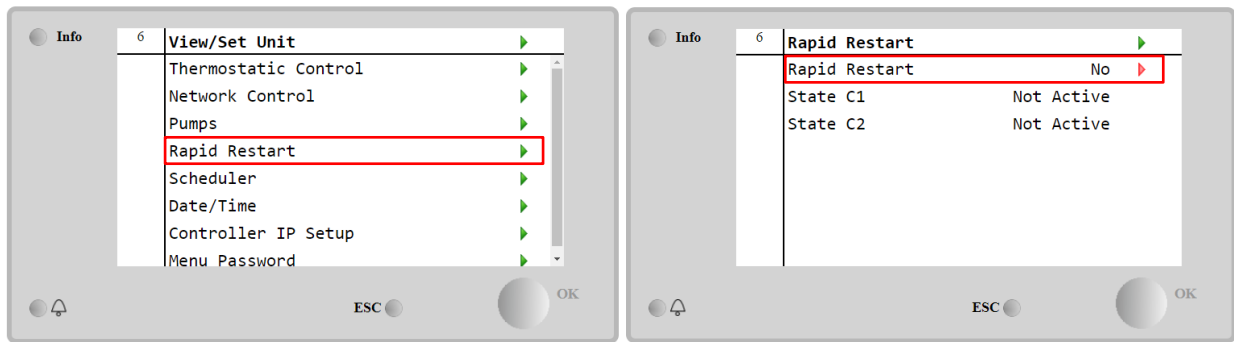 Info
6 View/Set Unit
Thermostatic Control
Network Control
Pumps
Rapid Restart
Scheduler
Date/Time
Controller IP Setup
Menu Password
ESC
OK
Info
6 Rapid Restart
Rapid Restart No
State C1 Not Active
State C2 Not Active
ESC
OK